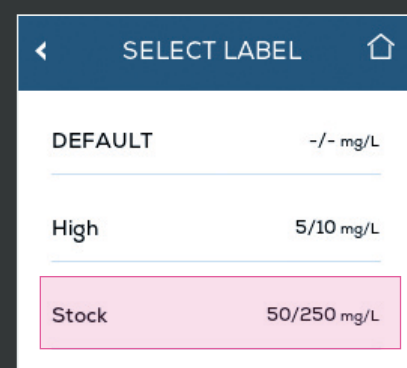 SELECT LABEL
DEFAULT -/- mg/L
High 5/10 mg/L
Stock 50/250 mg/L